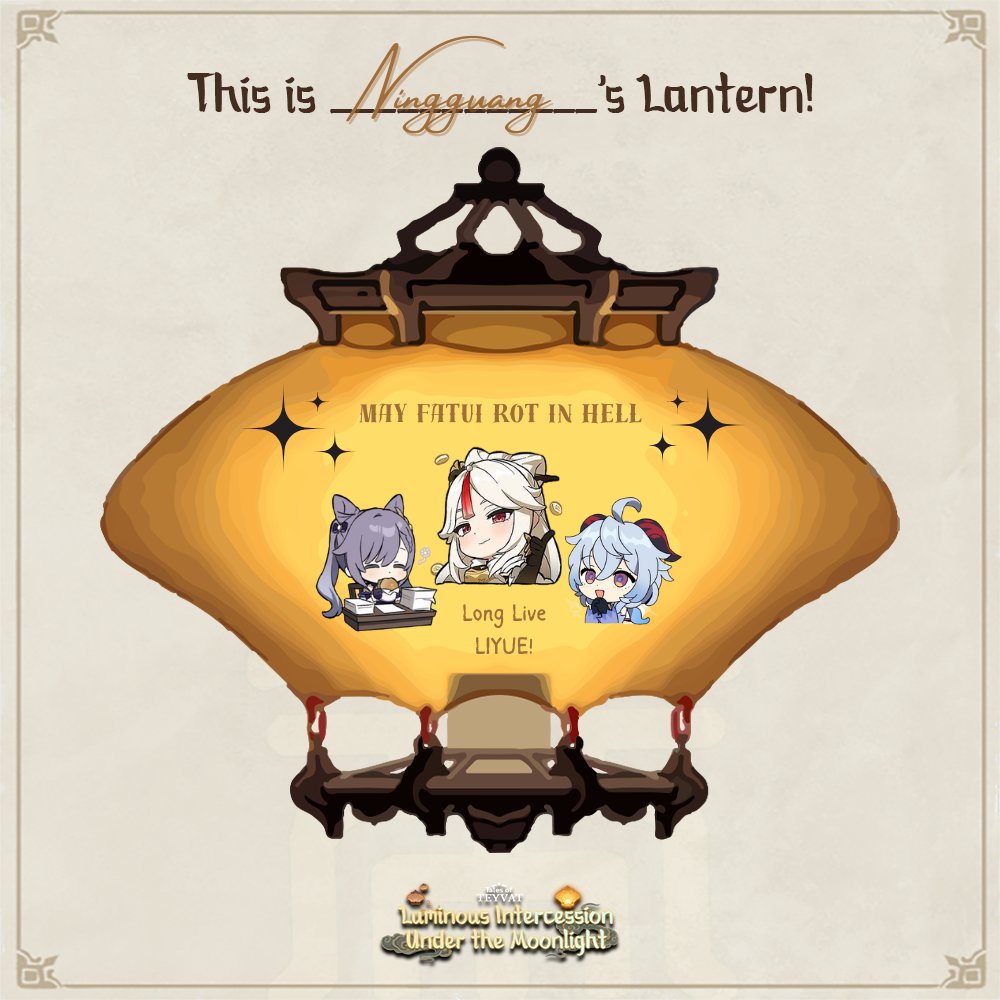 This is Ningguang's Lantern!
MAY FATUI ROT IN HELL
Long Live
LIYUE!
Tales of
TEYVAT
Luminous Intercession
Under the Moonlight